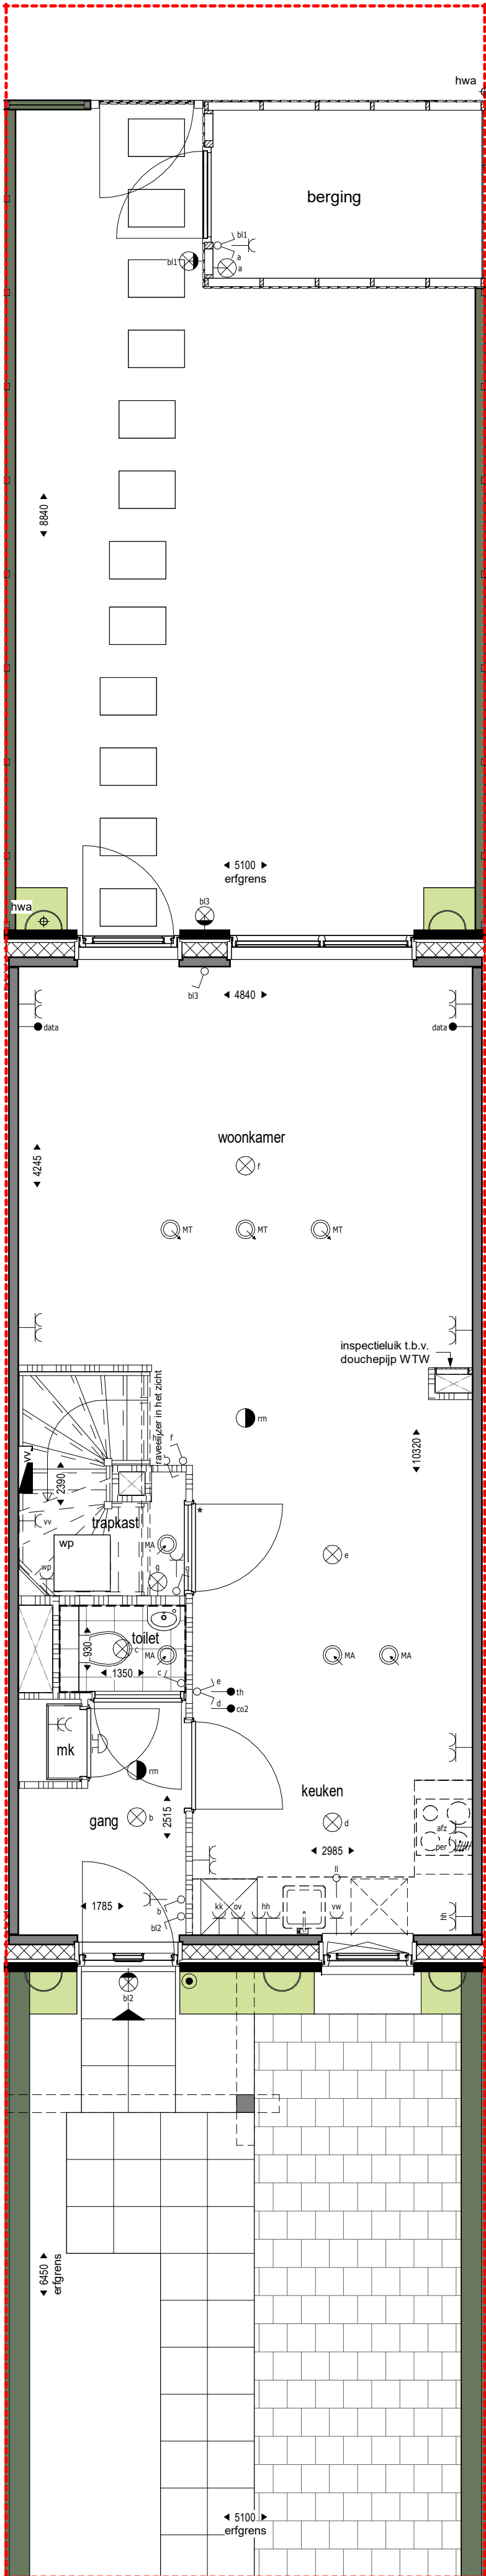 hwa
berging
bl1
a
bl1
a
8840
5100
erfgrens
hwa
bl3
bl3
4840
data
data
woonkamer
4245
f
MT
MT
MT
inspectieluik t.b.v.
douchepijp WTW
raveelijzer in het zicht
rm
f
10320
vv
2390
*
vv
trapkast
MA
wp
e
wp
g
toilet
930
MA
c
MA
MA
1350
c
e
th
d
co2
mk
rm
keuken
gang
b
2515
d
afz
per
2985
ll
1785
b
bl2
kk
ov
hh
vw
hh
bl2
6450
erfgrens
5100
erfgrens